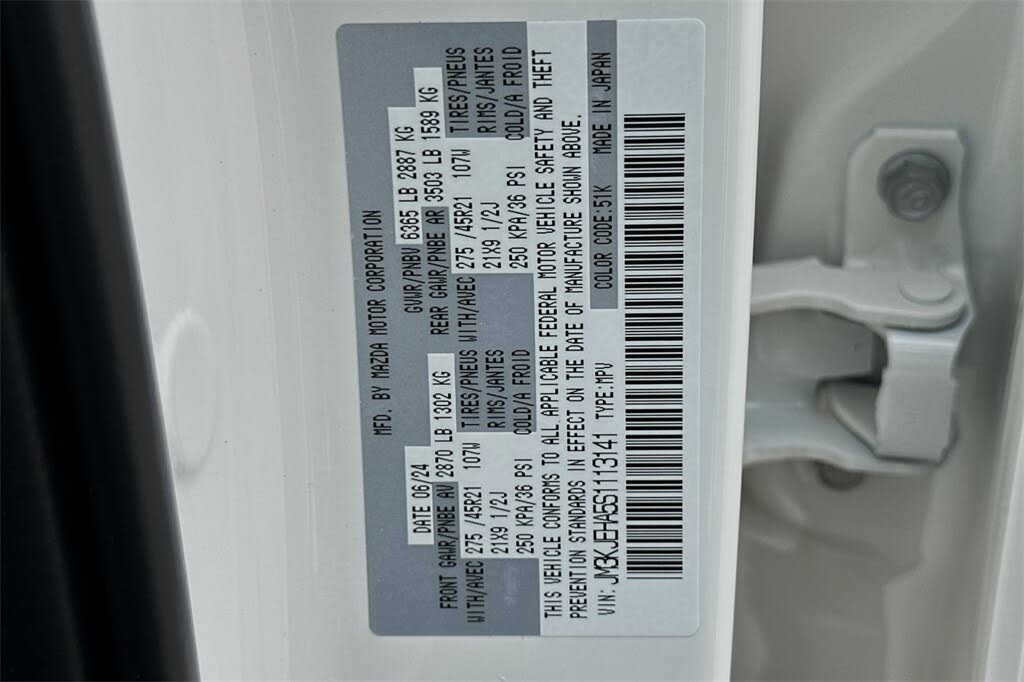 MFD. BY MAZDA MOTOR CORPORATION
DATE 06/24 GVWR/PNBV 6365 LB 2887 KG
FRONT GAWR/PNBE AV 2870 LB 1302 KG REAR GAWR/PNBE AR 3503 LB 1589 KG
WITH/AVEC 275 /45R21 107W TIRES/PNEUS WITH/AVEC 275 /45R21 107W TIRES/PNEUS
21X9 1/2J RIMS/JANTES 21X9 1/2J RIMS/JANTES
250 KPA/36 PSI COLD/A FROID 250 KPA/36 PSI COLD/A FROID
THIS VEHICLE CONFORMS TO ALL APPLICABLE FEDERAL MOTOR VEHICLE SAFETY AND THEFT
PREVENTION STANDARDS IN EFFECT ON THE DATE OF MANUFACTURE SHOWN ABOVE.
VIN: JM3KJEHA5S1113141 TYPE:MPV COLOR CODE:51K MADE IN JAPAN